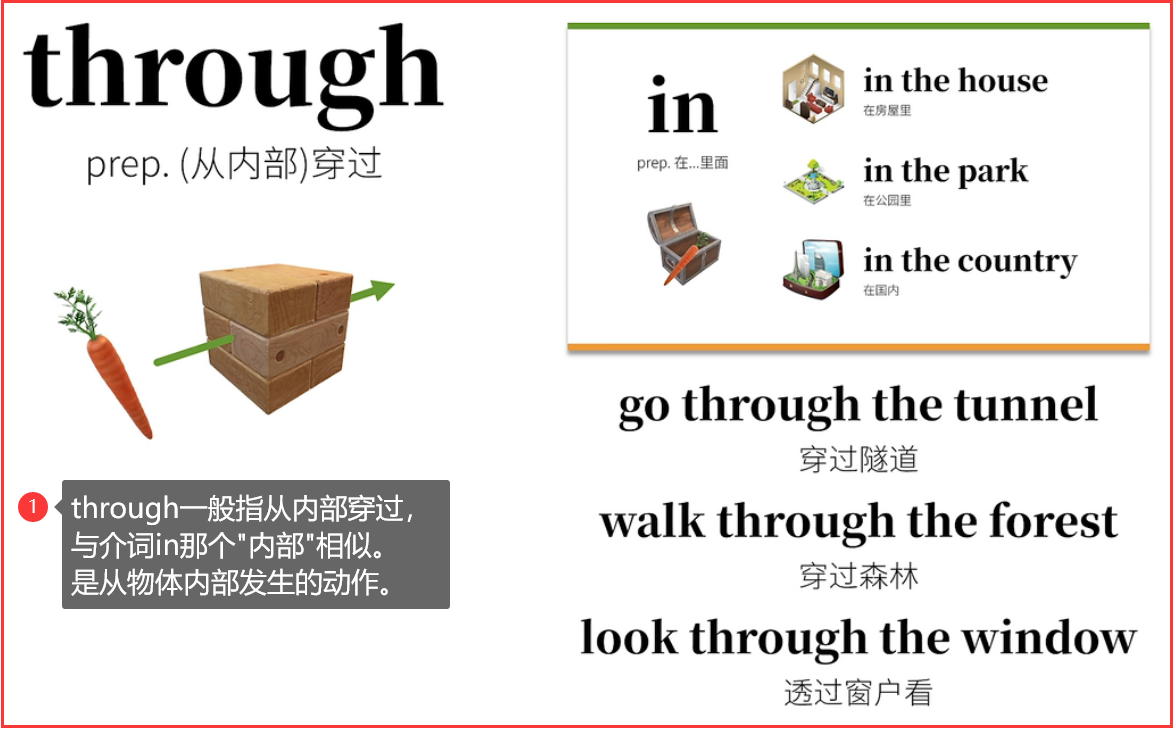 through
prep. (从内部)穿过
1
through一般指从内部穿过，
与介词in那个"内部"相似。
是从物体内部发生的动作。
in
prep. 在...里面
in the house
在房屋里
in the park
在公园里
in the country
在国内
go through the tunnel
穿过隧道
walk through the forest
穿过森林
look through the window
透过窗户看